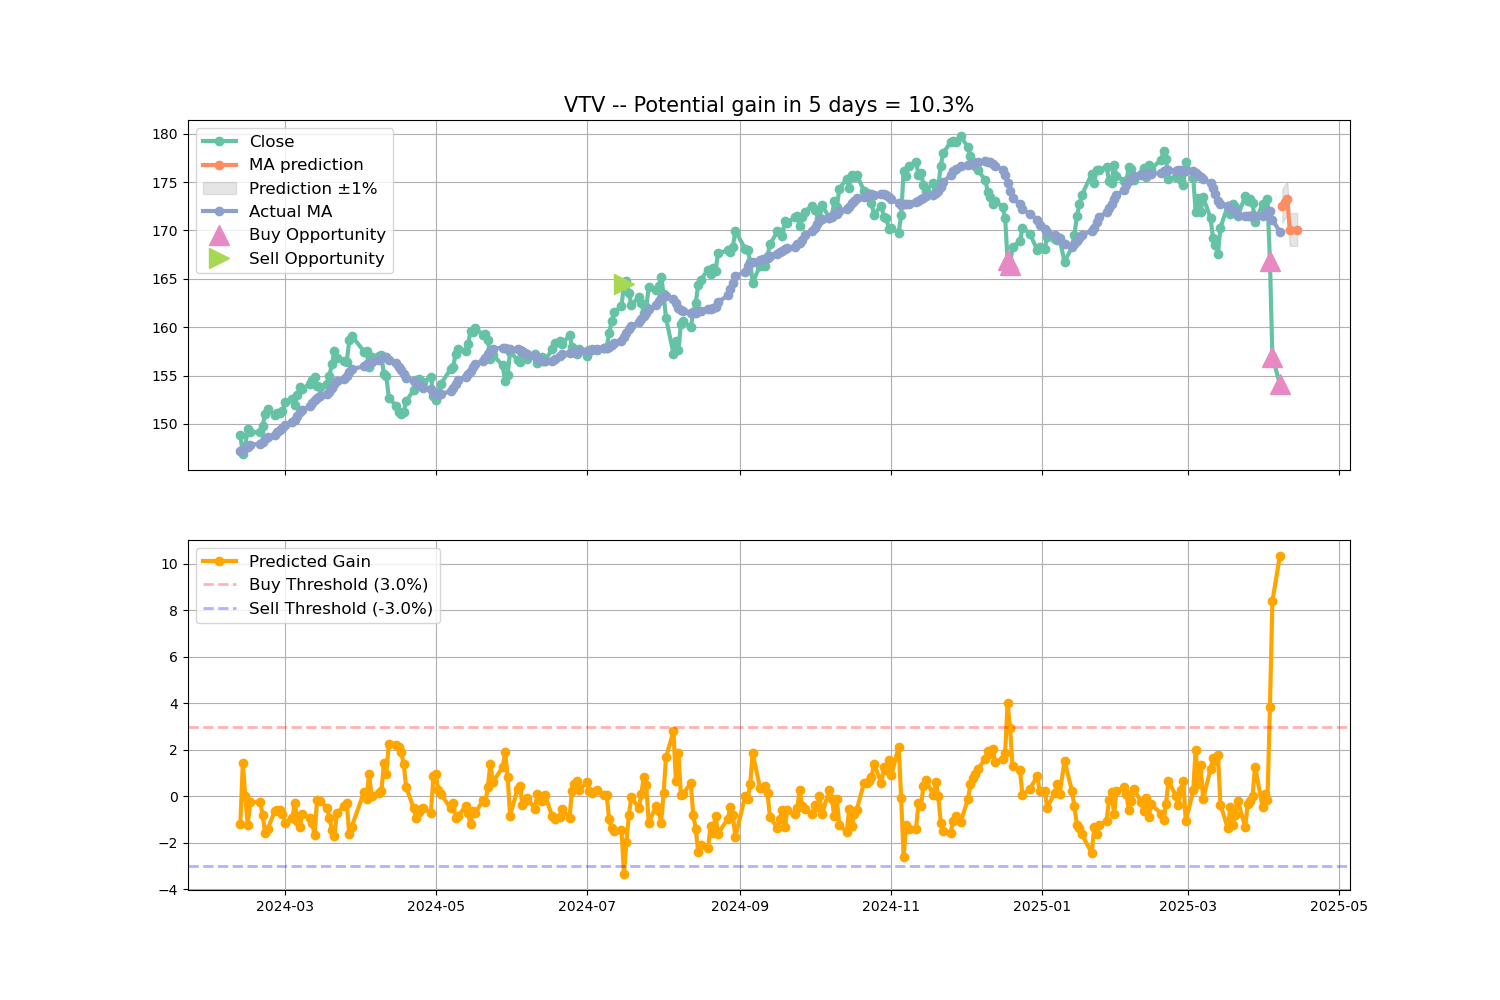 VTV -- Potential gain in 5 days = 10.3%
180
175
170
165
160
155
150
Close
MA prediction
Prediction ±1%
Actual MA
Buy Opportunity
Sell Opportunity
10
8
6
4
2
0
−2
−4
Predicted Gain
Buy Threshold (3.0%)
Sell Threshold (-3.0%)
2024-03 2024-05 2024-07 2024-09 2024-11 2025-01 2025-03 2025-05